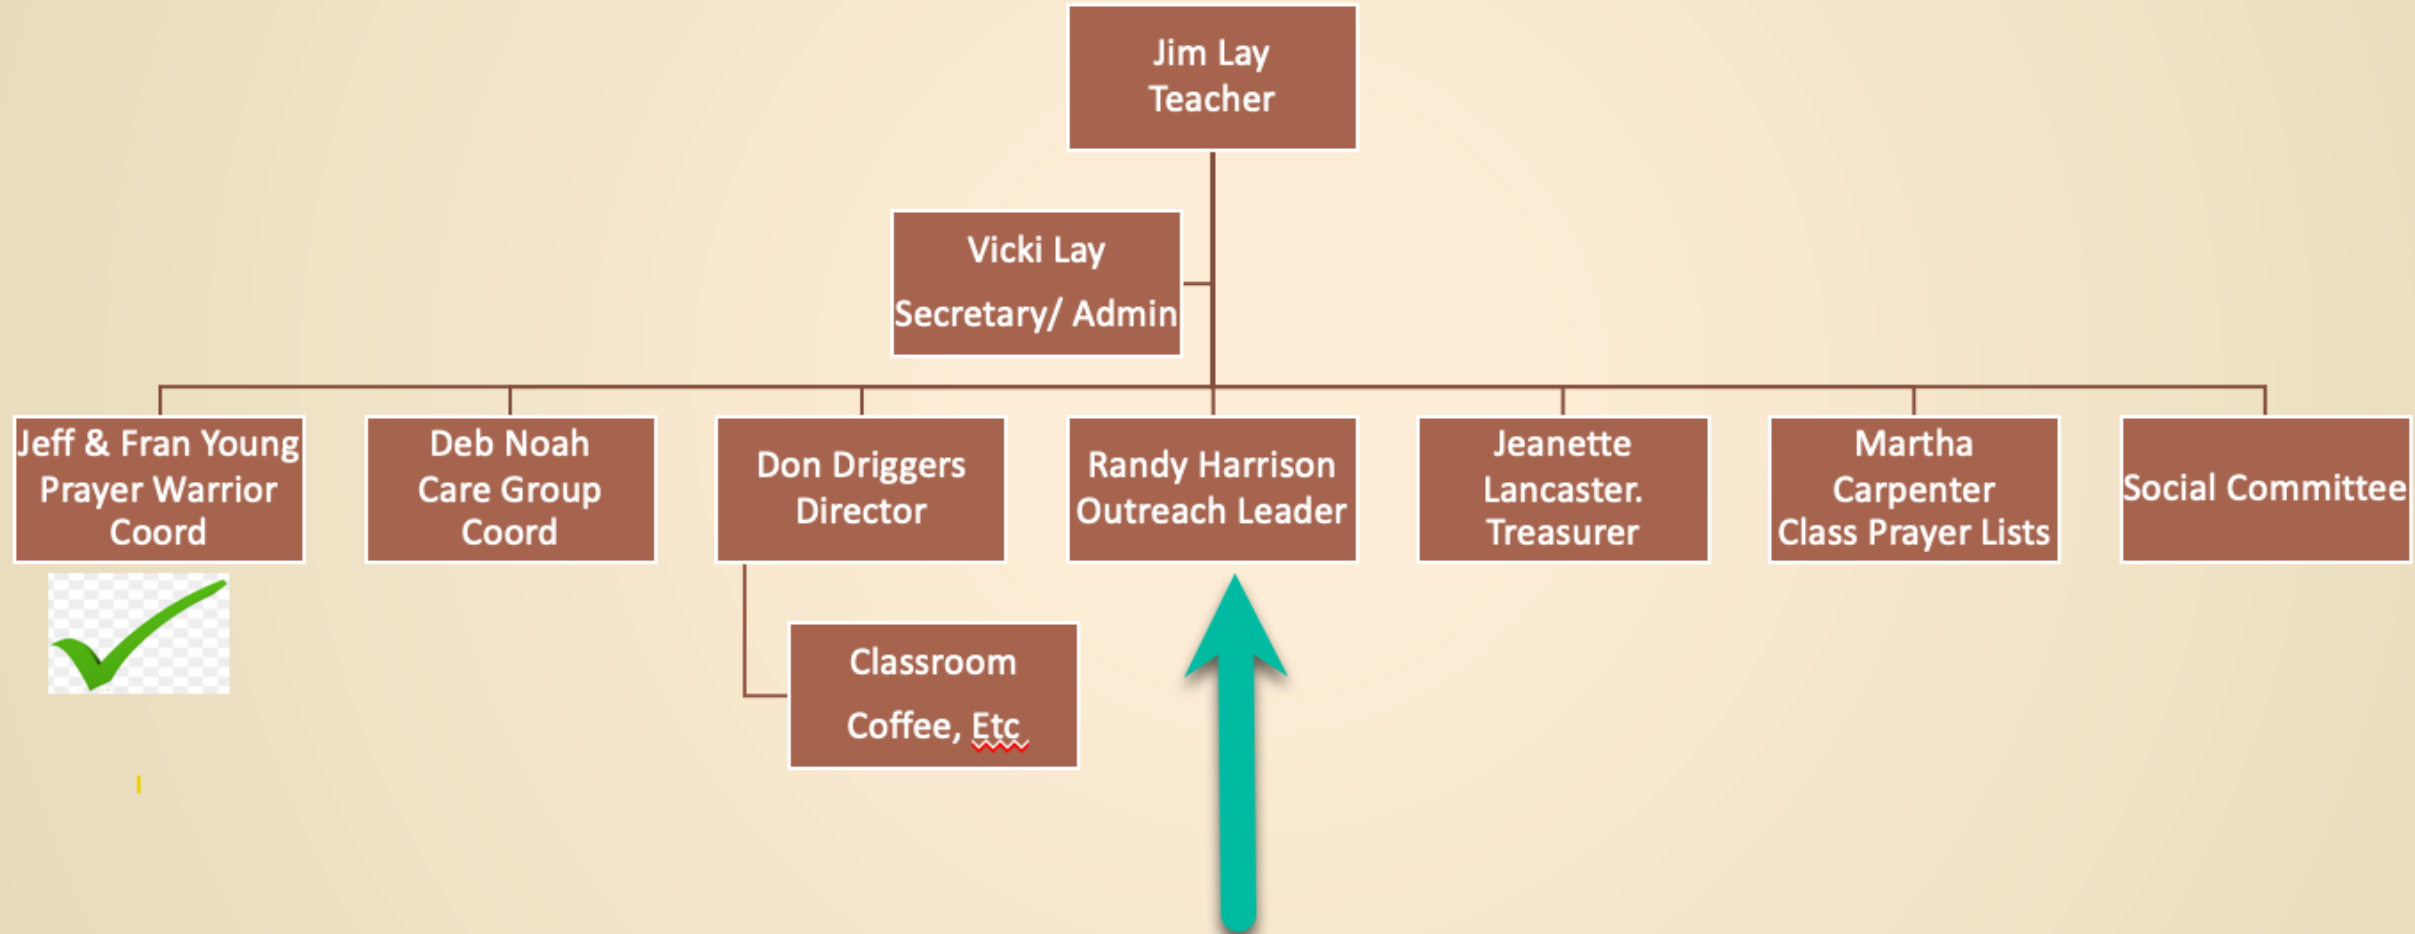 Jim Lay
Teacher
Vicki Lay
Secretary/ Admin
Jeff & Fran Young
Prayer Warrior
Coord
Deb Noah
Care Group
Coord
Don Driggers
Director
Randy Harrison
Outreach Leader
Jeanette
Lancaster.
Treasurer
Martha
Carpenter
Class Prayer Lists
Social Committee
Classroom
Coffee, Etc